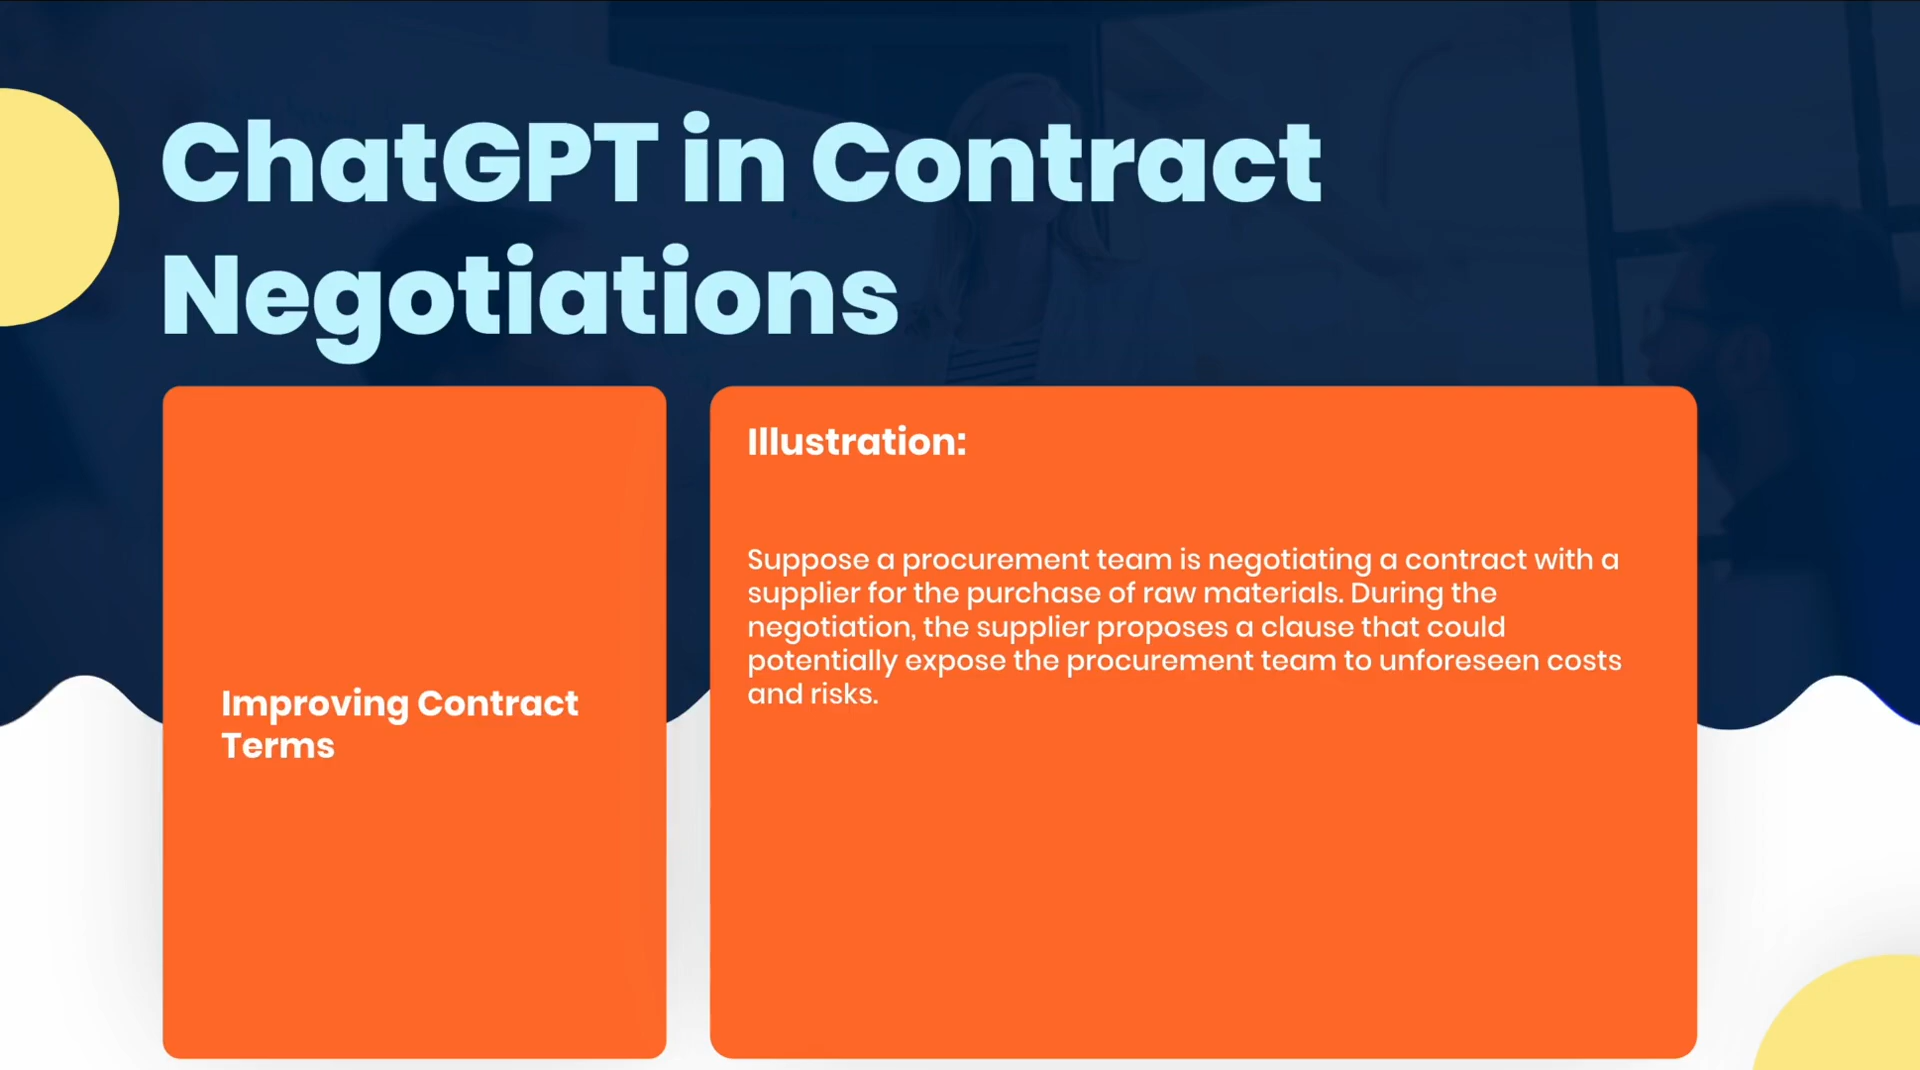 ChatGPT in Contract
Negotiations
Improving Contract
Terms
Illustration:
Suppose a procurement team is negotiating a contract with a
supplier for the purchase of raw materials. During the
negotiation, the supplier proposes a clause that could
potentially expose the procurement team to unforeseen costs
and risks.